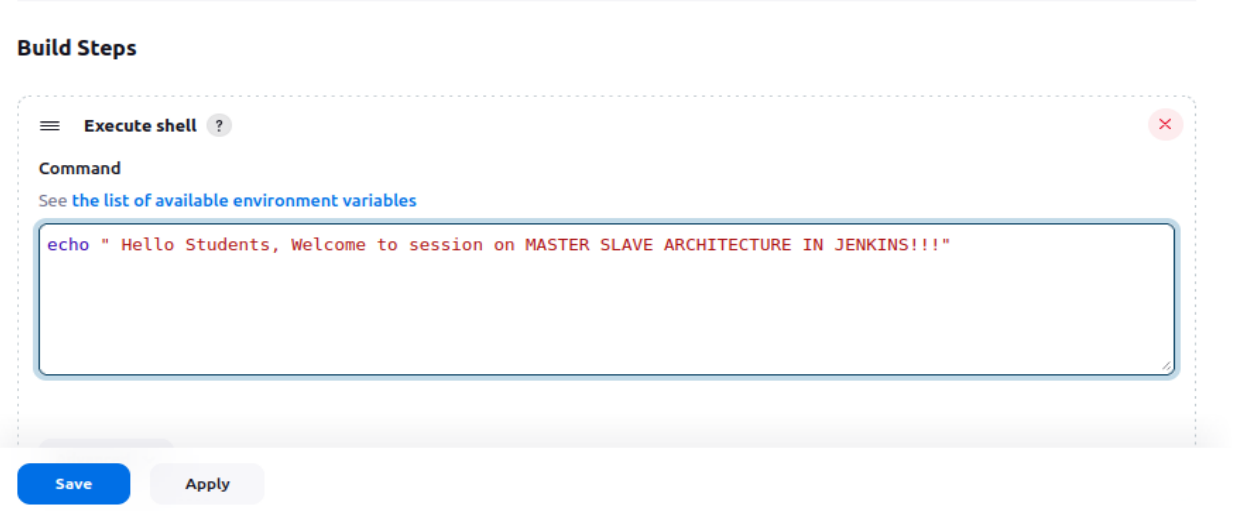 Build Steps
Execute shell ?
Command
See the list of available environment variables
echo " Hello Students, Welcome to session on MASTER SLAVE ARCHITECTURE IN JENKINS!!!"
Save Apply